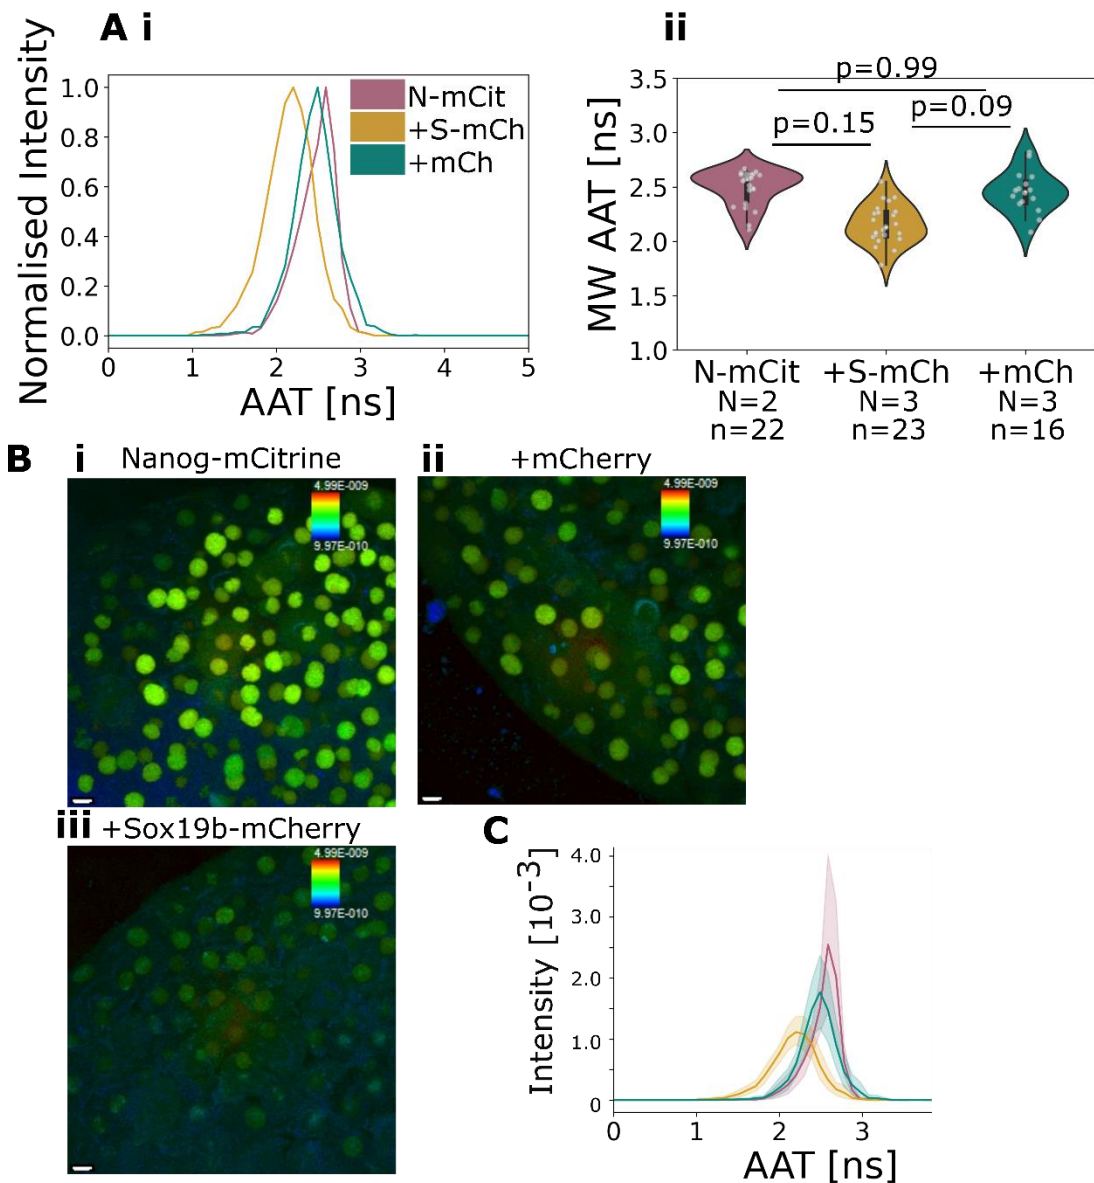 A i
Normalised Intensity
1.0
0.8
0.6
0.4
0.2
0.0
0 1 2 3 4 5
AAT [ns]
N-mCit
+S-mCh
+mCh
ii
MW AAT [ns]
3.5
3.0
2.5
2.0
1.5
1.0
p=0.99
p=0.15
p=0.09
N-mCit +S-mCh +mCh
N=2 N=3 N=3
n=22 n=23 n=16
B i Nanog-mCitrine
4.99E-009
9.97E-010
ii +mCherry
4.99E-009
9.97E-010
iii +Sox19b-mCherry
4.99E-009
9.97E-010
C
Intensity [10⁻³]
4.0
3.0
2.0
1.0
0
0 1 2 3
AAT [ns]